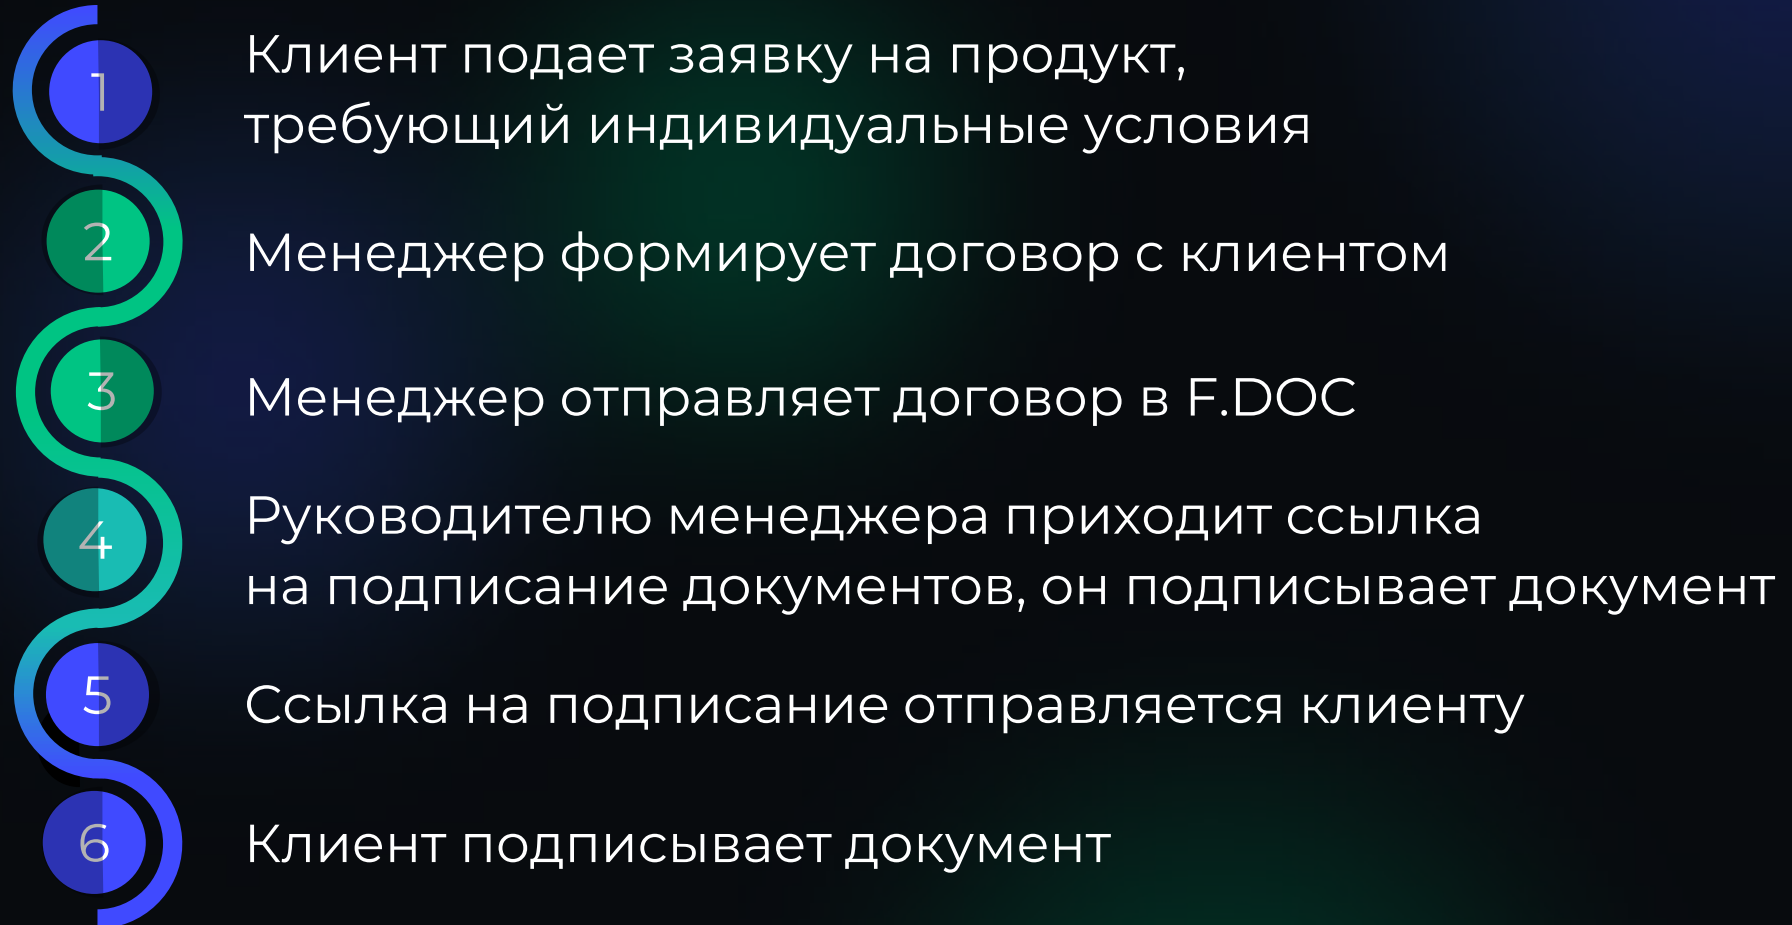 1
Клиент подает заявку на продукт,
требующий индивидуальные условия
2
Менеджер формирует договор с клиентом
3
Менеджер отправляет договор в F.DOC
4
Руководителю менеджера приходит ссылка
на подписание документов, он подписывает документ
5
Ссылка на подписание отправляется клиенту
6
Клиент подписывает документ